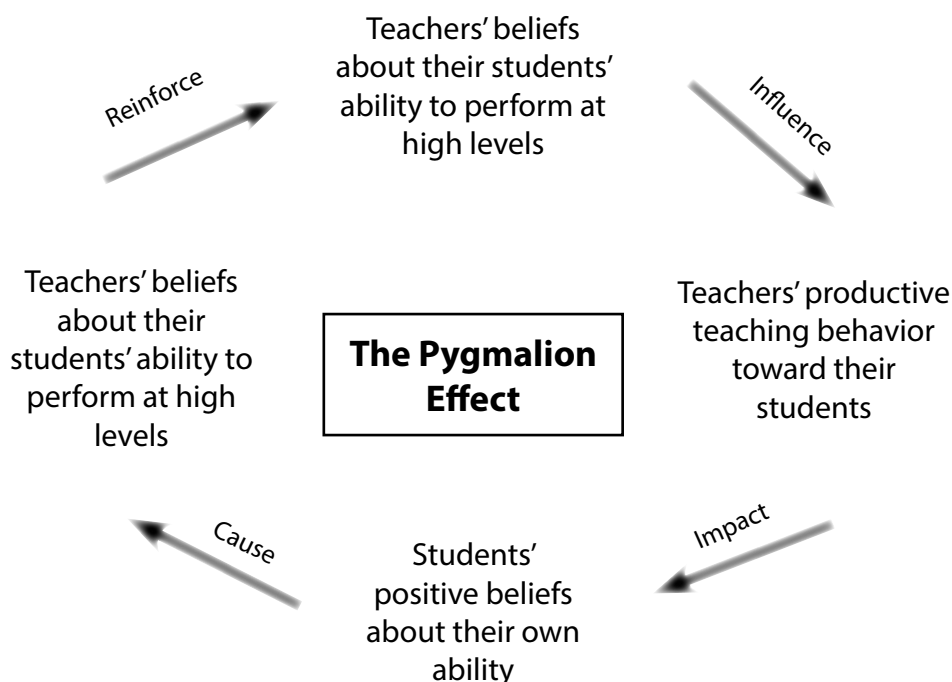 Teachers’ beliefs
about their students’
ability to perform at
high levels
Influence
Teachers’ productive
teaching behavior
toward their
students
Impact
Students’
positive beliefs
about their own
ability
Cause
Teachers’ beliefs
about their
students’ ability to
perform at high
levels
Reinforce
The Pygmalion
Effect